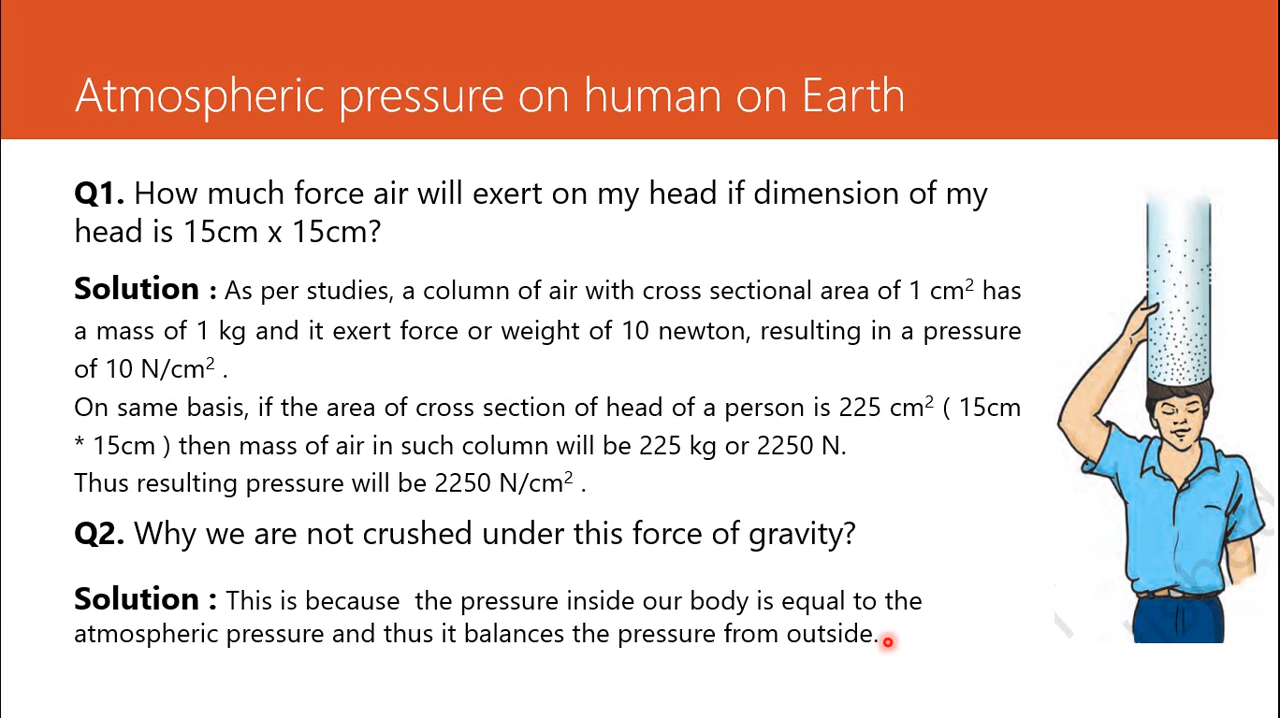 Atmospheric pressure on human on Earth
Q1. How much force air will exert on my head if dimension of my
head is 15cm x 15cm?
Solution : As per studies, a column of air with cross sectional area of 1 cm² has
a mass of 1 kg and it exert force or weight of 10 newton, resulting in a pressure
of 10 N/cm² .
On same basis, if the area of cross section of head of a person is 225 cm² ( 15cm
* 15cm ) then mass of air in such column will be 225 kg or 2250 N.
Thus resulting pressure will be 2250 N/cm² .
Q2. Why we are not crushed under this force of gravity?
Solution : This is because  the pressure inside our body is equal to the
atmospheric pressure and thus it balances the pressure from outside.